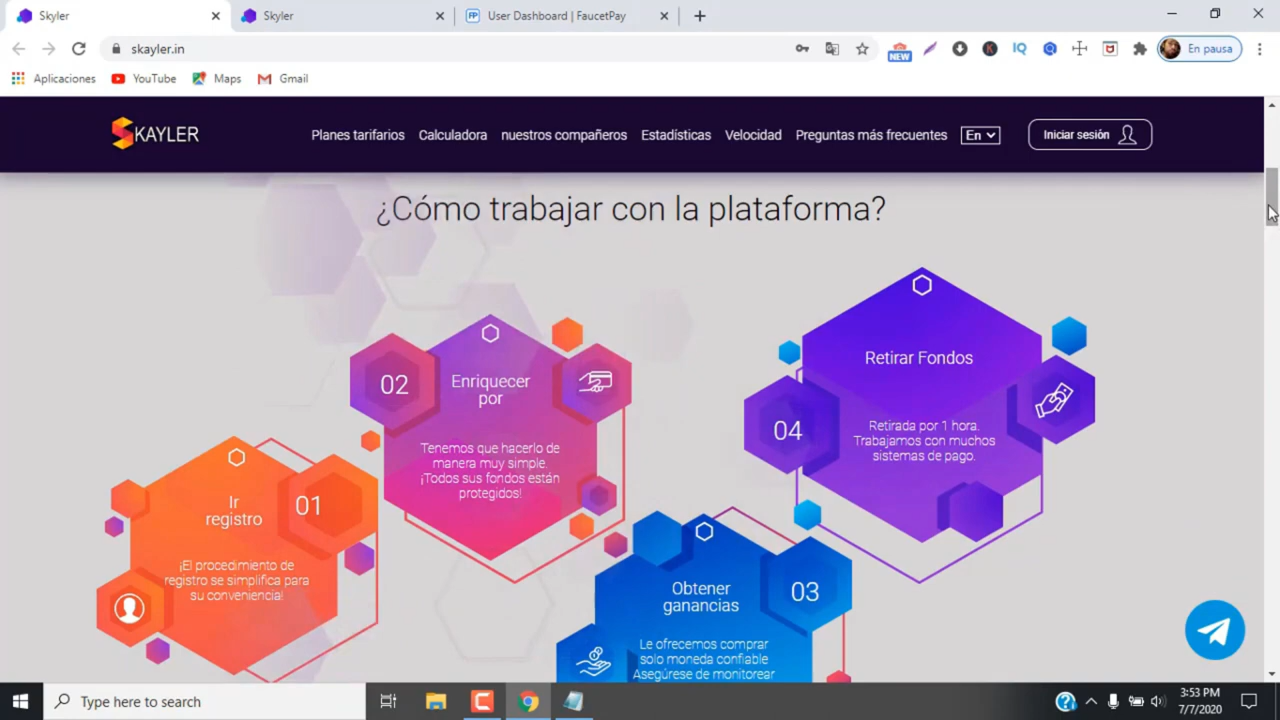 Skyler
Skyler
User Dashboard | FaucetPay
skayler.in
NEW
IQ
En pausa
Aplicaciones
YouTube
Maps
Gmail
SKAYLER
Planes tarifarios
Calculadora
nuestros compañeros
Estadísticas
Velocidad
Preguntas más frecuentes
En
Iniciar sesión
¿Cómo trabajar con la plataforma?
01
Ir
registro
¡El procedimiento de
registro se simplifica para
su conveniencia!
02
Enriquecer
por
Tenemos que hacerlo de
manera muy simple.
¡Todos sus fondos están
protegidos!
03
Obtener
ganancias
Le ofrecemos comprar
solo moneda confiable
Asegúrese de monitorear
04
Retirar Fondos
Retirada por 1 hora.
Trabajamos con muchos
sistemas de pago.
Type here to search
3:53 PM
7/7/2020